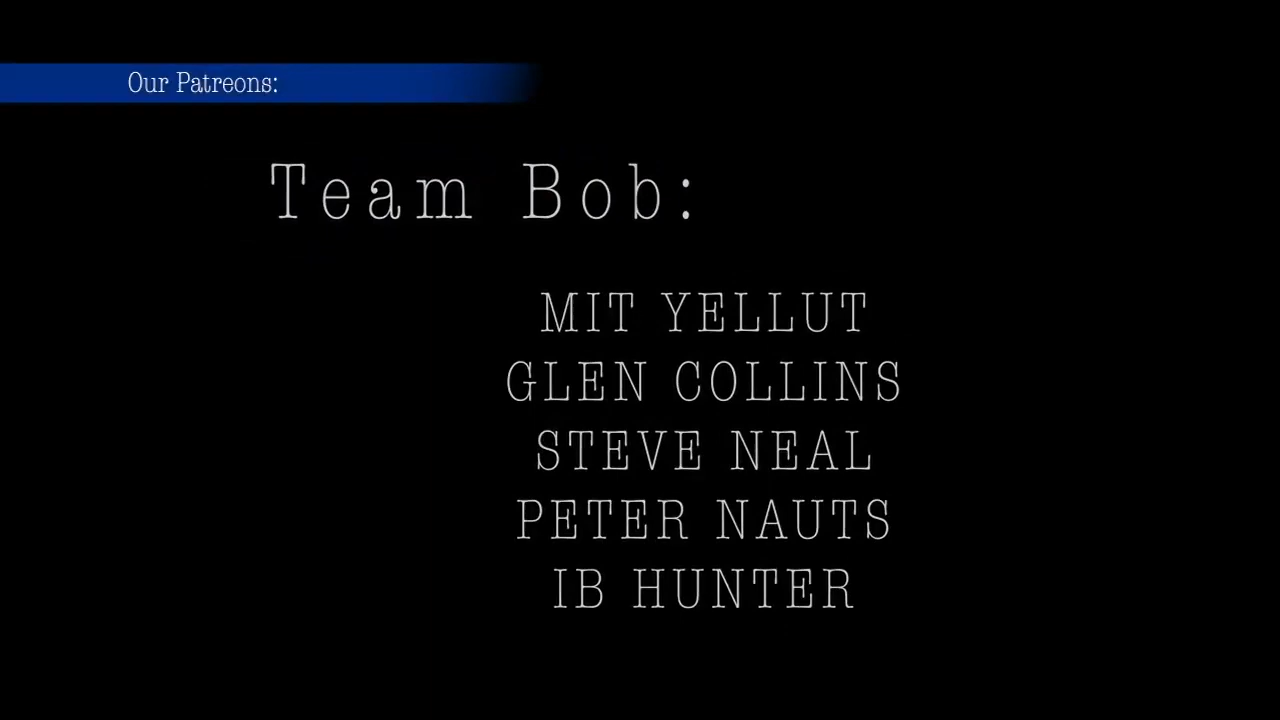 Our Patreons:
Team Bob:
MIT YELLUT
GLEN COLLINS
STEVE NEAL
PETER NAUTS
IB HUNTER